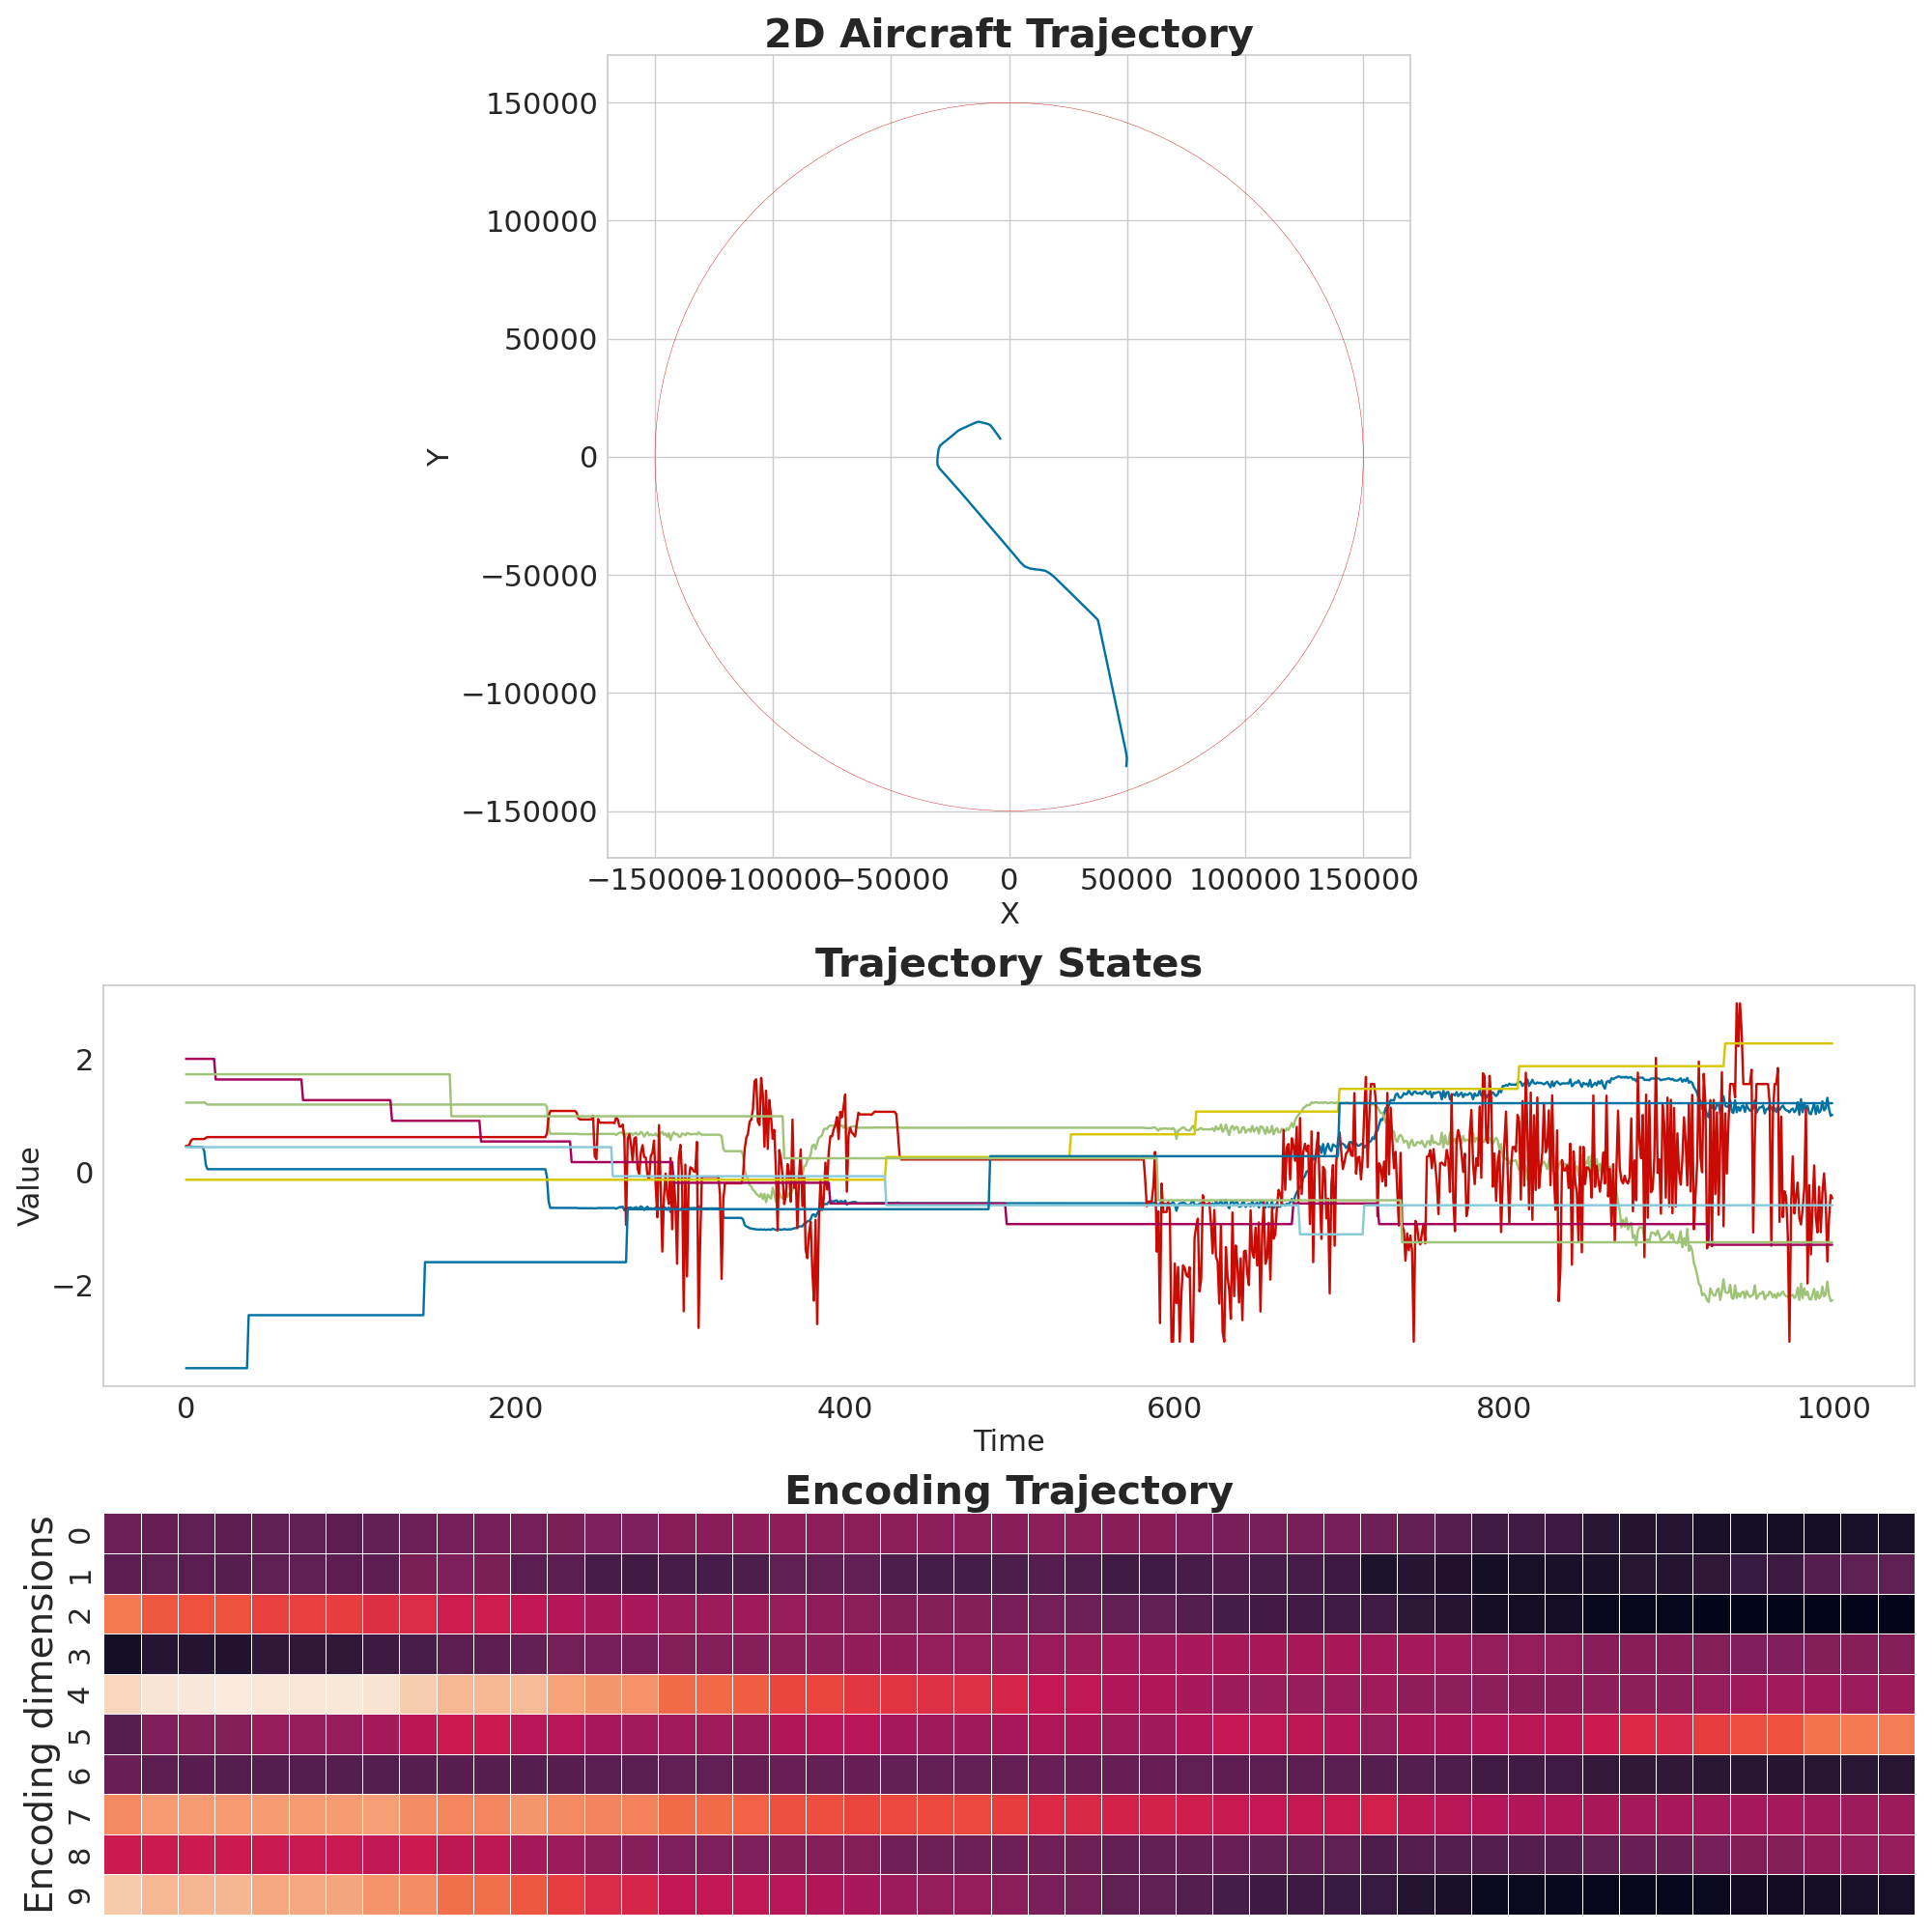 2D Aircraft Trajectory
150000
100000
50000
0
−50000
−100000
−150000
Y
−150000 −100000 −50000 0 50000 100000 150000
X
Trajectory States
2
0
−2
Value
0 200 400 600 800 1000
Time
Encoding Trajectory
0
1
2
3
4
5
6
7
8
9
Encoding dimensions